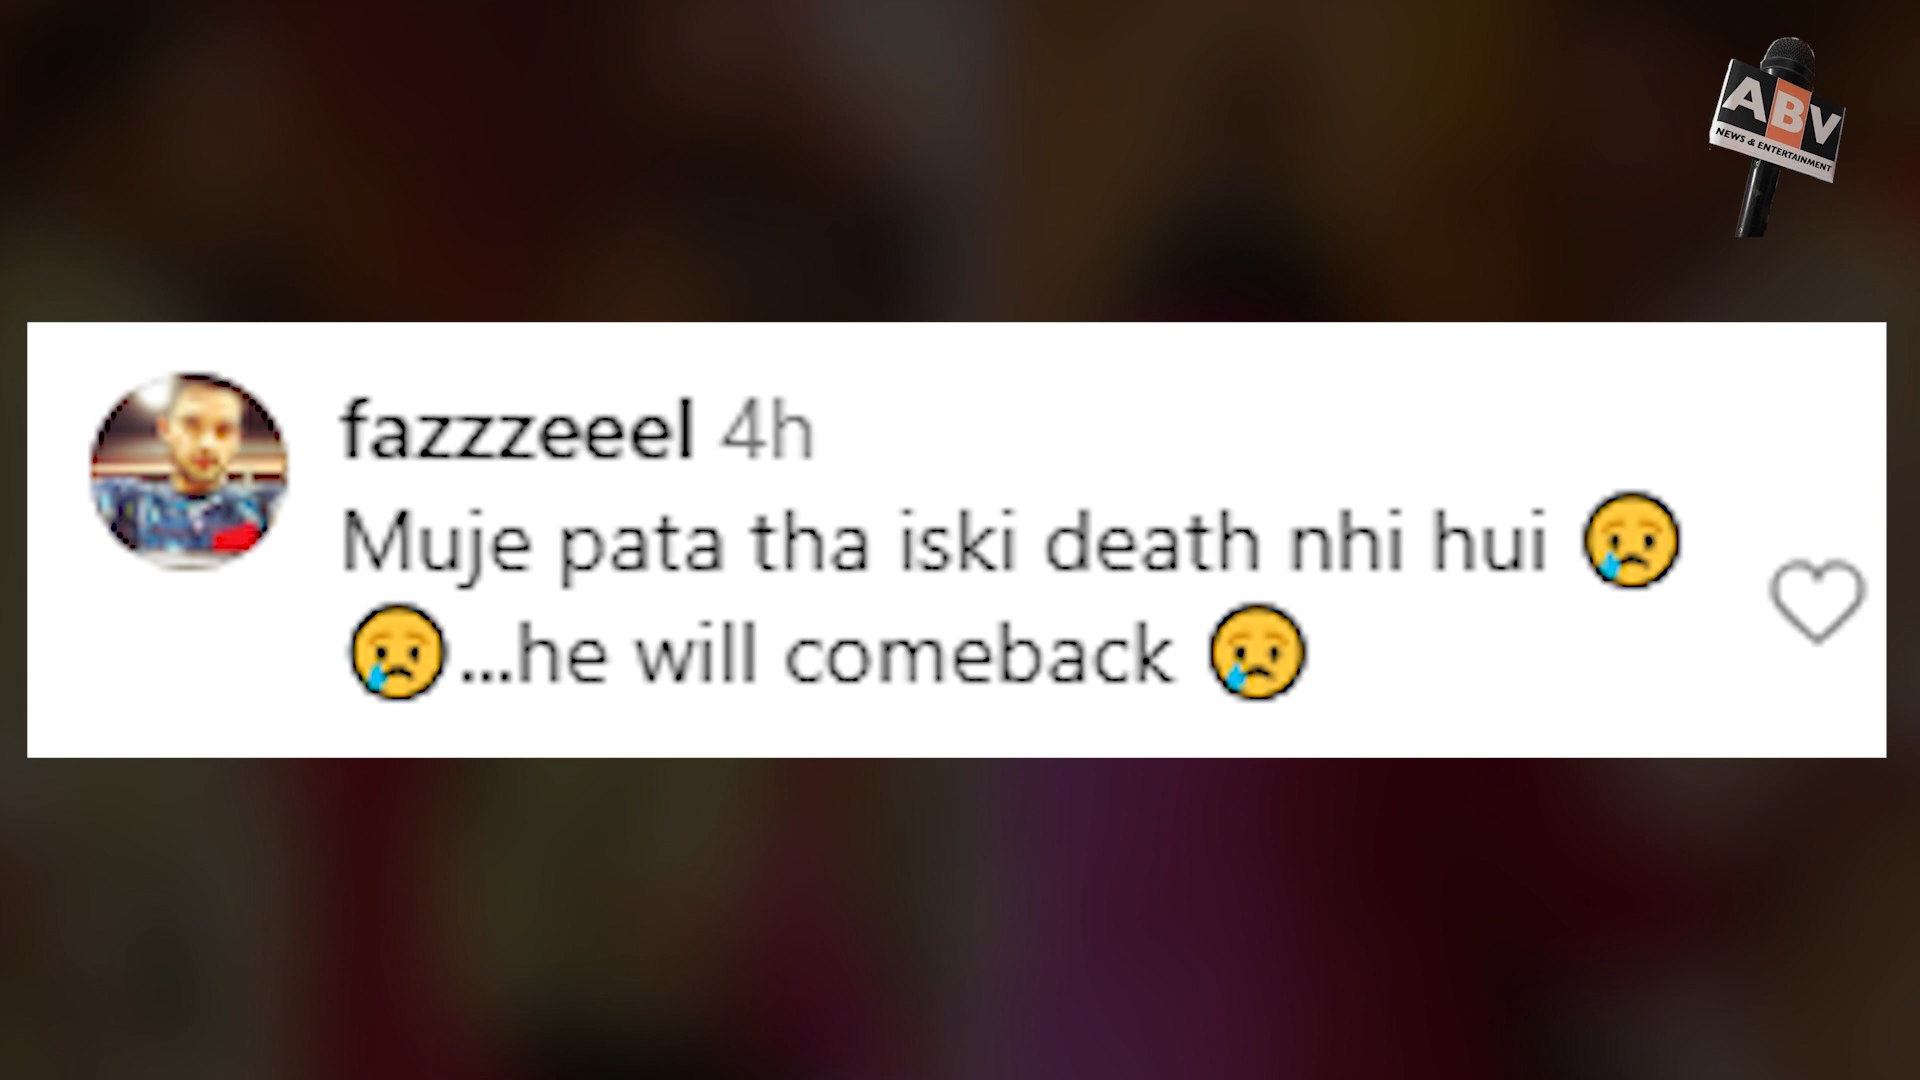 ABV
NEWS & ENTERTAINMENT
fazzzeeel 4h
Muje pata tha iski death nhi hui 😢
😢...he will comeback 😢